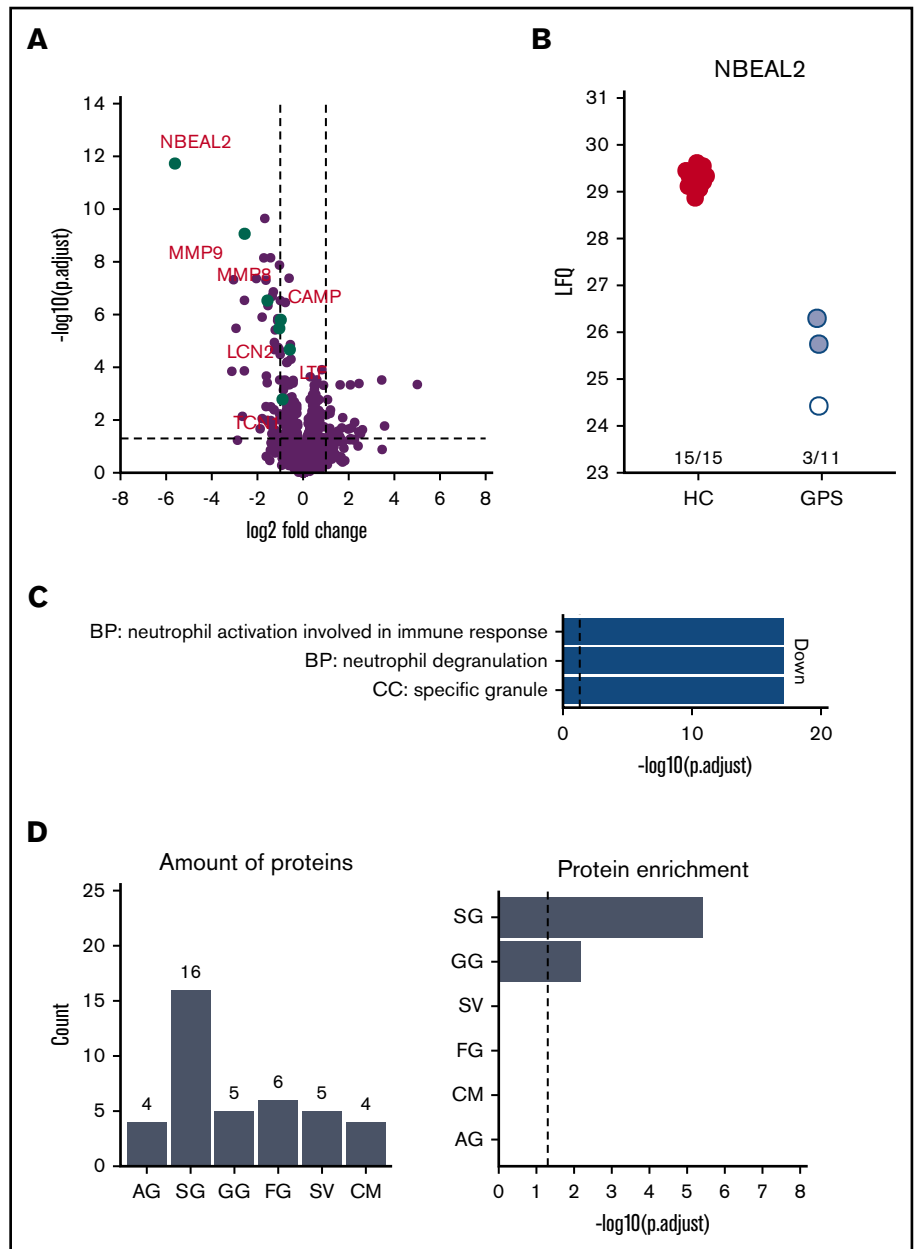 A
14
12
10
8
6
4
2
0
-log10(p.adjust)
NBEAL2
MMP9
MMP8
CAMP
LCN2
LTF
-8 -6 -4 -2 0 2 4 6 8
log2 fold change
B
NBEAL2
31
30
29
28
27
26
25
24
23
LFQ
15/15 3/11
HC GPS
C
BP: neutrophil activation involved in immune response
BP: neutrophil degranulation
CC: specific granule
Down
0 10 20
-log10(p.adjust)
D
Amount of proteins
25
20
15
10
5
0
Count
4 16 5 6 5 4
AG SG GG FG SV CM
Protein enrichment
SG
GG
SV
FG
CM
AG
0 1 2 3 4 5 6 7 8
-log10(p.adjust)